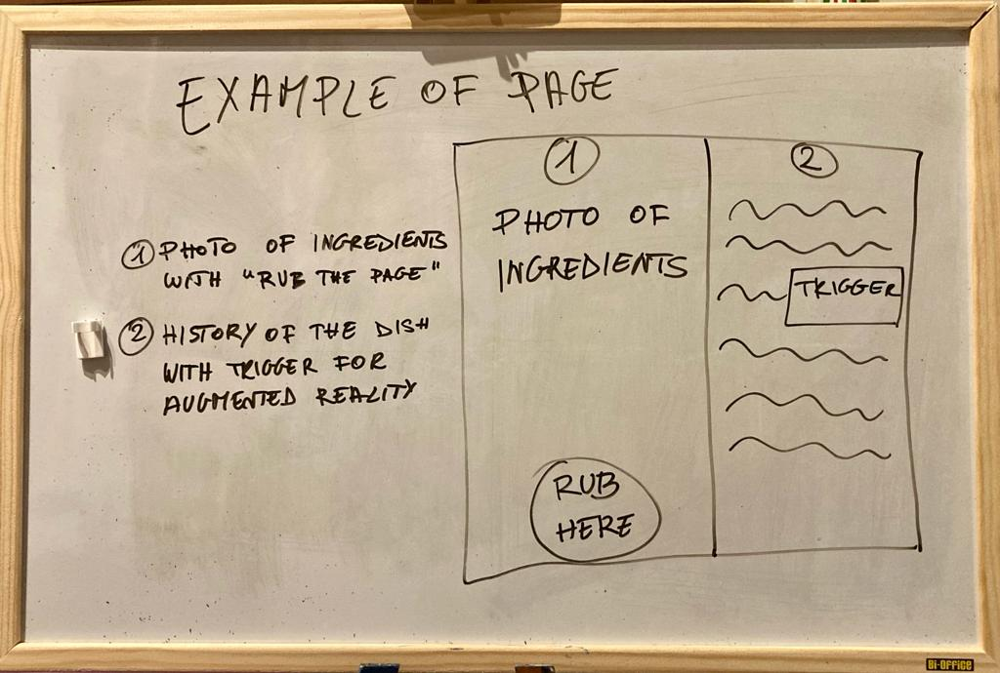 EXAMPLE OF PAGE
① PHOTO OF INGREDIENTS
WITH "RUB THE PAGE"
② HISTORY OF THE DISH
WITH TRIGGER FOR
AUGMENTED REALITY
①
PHOTO OF
INGREDIENTS
RUB
HERE
②
TRIGGER
Bi-OFFICE